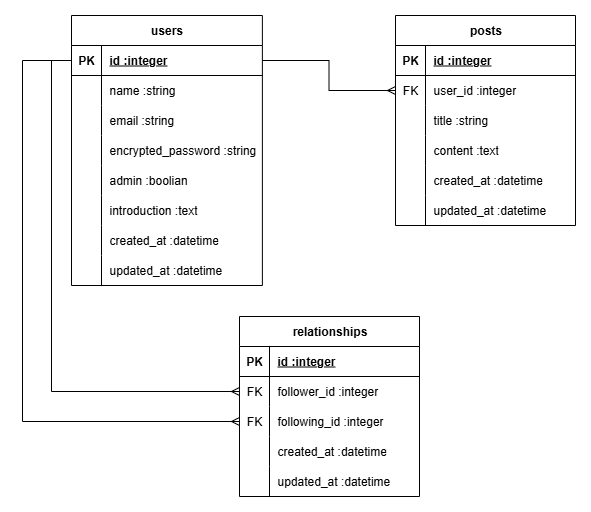 users
PK id :integer
name :string
email :string
encrypted_password :string
admin :boolian
introduction :text
created_at :datetime
updated_at :datetime
posts
PK id :integer
FK user_id :integer
title :string
content :text
created_at :datetime
updated_at :datetime
relationships
PK id :integer
FK follower_id :integer
FK following_id :integer
created_at :datetime
updated_at :datetime